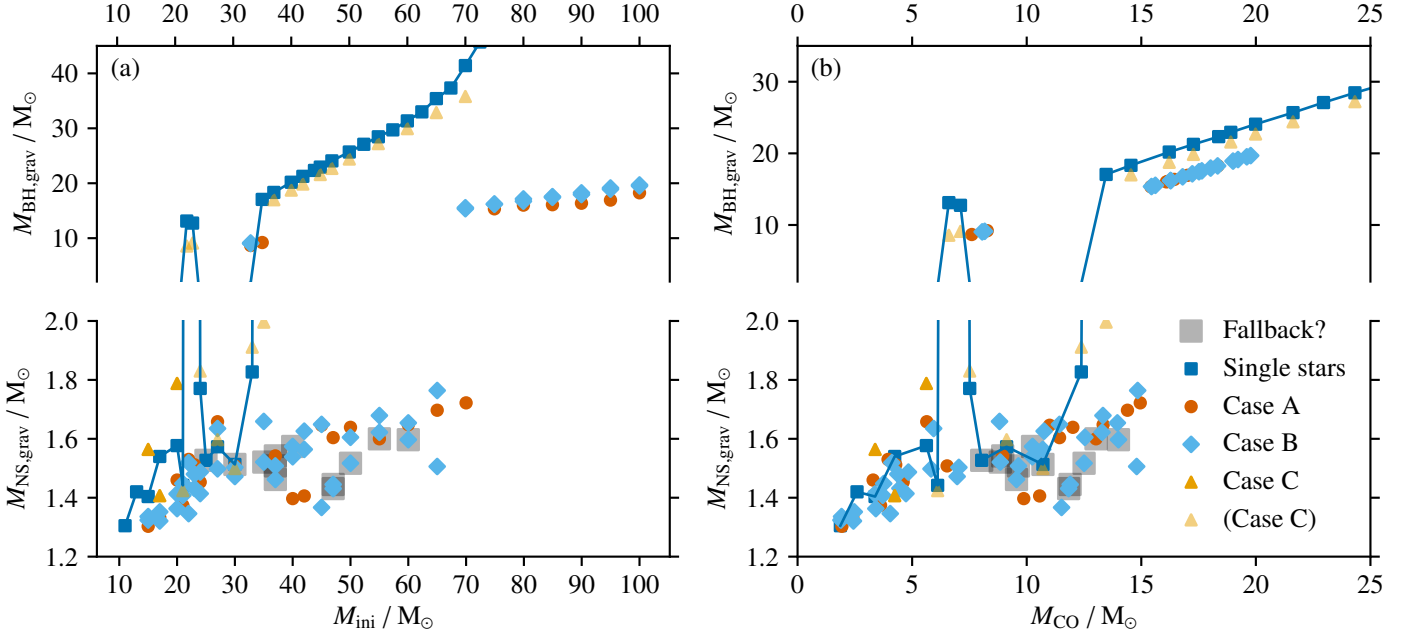 10 20 30 40 50 60 70 80 90 100
0 5 10 15 20 25
(a)
40
30
20
10
M_BH,grav / M_⊙
(b)
30
20
10
M_BH,grav / M_⊙
2.0
1.8
1.6
1.4
1.2
M_NS,grav / M_⊙
10 20 30 40 50 60 70 80 90 100
M_ini / M_⊙
2.0
1.8
1.6
1.4
1.2
M_NS,grav / M_⊙
Fallback?
Single stars
Case A
Case B
Case C
(Case C)
0 5 10 15 20 25
M_CO / M_⊙